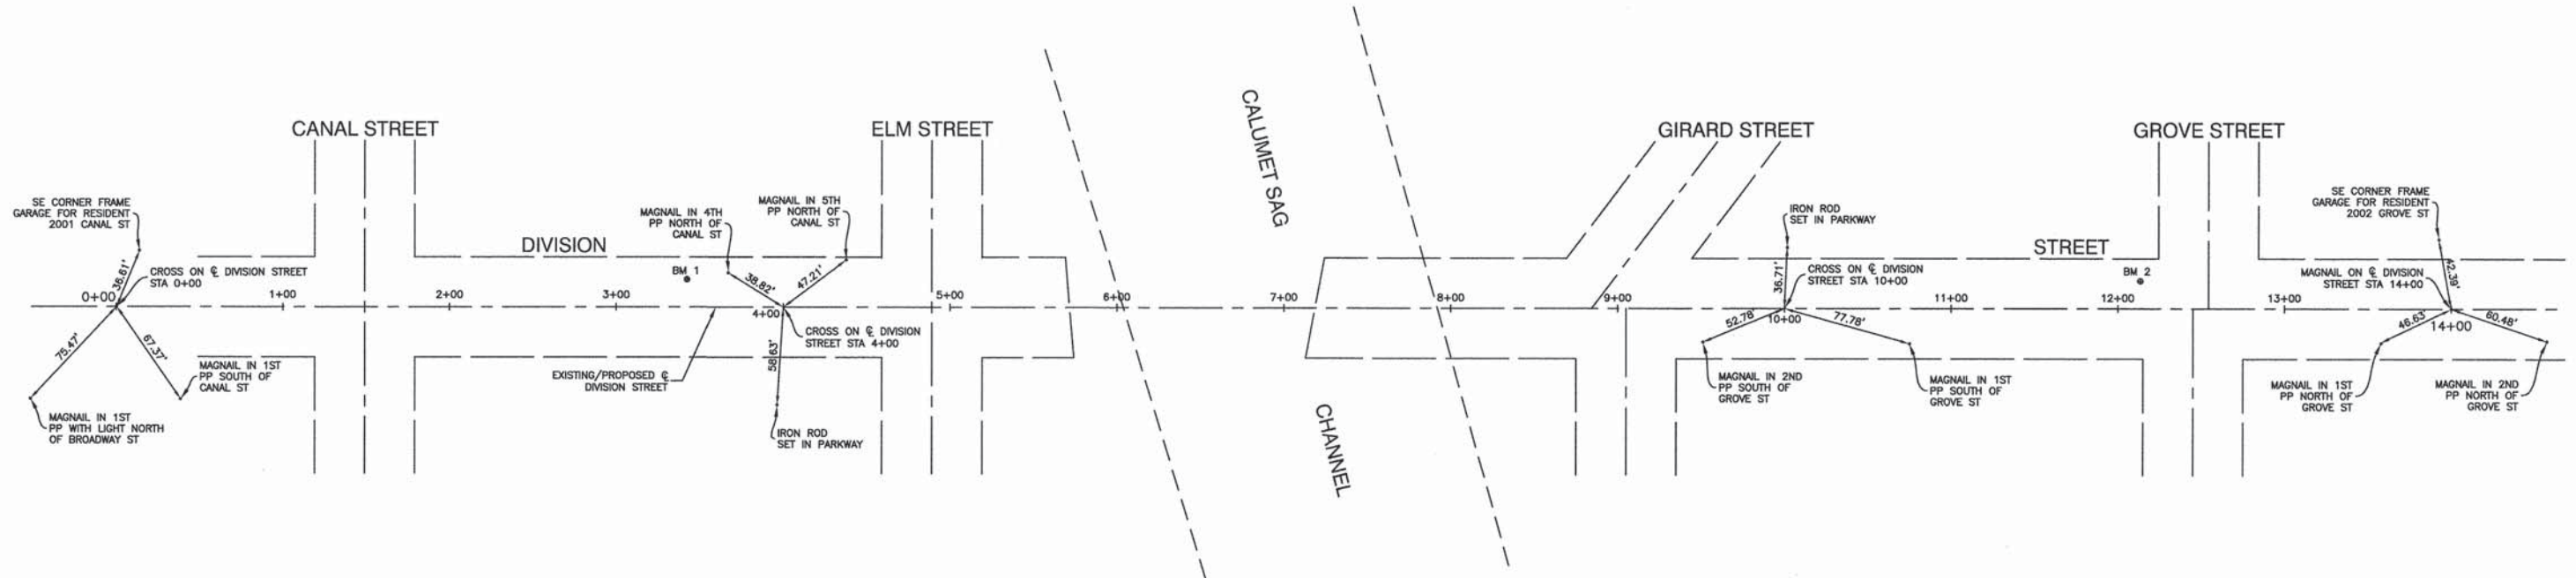 CANAL STREET
ELM STREET
CALUMET SAG
CHANNEL
GIRARD STREET
GROVE STREET
DIVISION
STREET
SE CORNER FRAME
GARAGE FOR RESIDENT
2001 CANAL ST
38.61'
CROSS ON ℄ DIVISION STREET
STA 0+00
75.47'
67.37'
MAGNAIL IN 1ST
PP WITH LIGHT NORTH
OF BROADWAY ST
MAGNAIL IN 1ST
PP SOUTH OF
CANAL ST
0+00
1+00
2+00
3+00
4+00
5+00
6+00
7+00
8+00
9+00
10+00
11+00
12+00
13+00
14+00
BM 1
MAGNAIL IN 4TH
PP NORTH OF
CANAL ST
MAGNAIL IN 5TH
PP NORTH OF
CANAL ST
38.82'
47.21'
58.63'
CROSS ON ℄ DIVISION
STREET STA 4+00
EXISTING/PROPOSED ℄
DIVISION STREET
IRON ROD
SET IN PARKWAY
IRON ROD
SET IN PARKWAY
36.71'
CROSS ON ℄ DIVISION
STREET STA 10+00
52.78'
77.78'
MAGNAIL IN 2ND
PP SOUTH OF
GROVE ST
MAGNAIL IN 1ST
PP SOUTH OF
GROVE ST
BM 2
SE CORNER FRAME
GARAGE FOR RESIDENT
2002 GROVE ST
42.39'
MAGNAIL ON ℄ DIVISION
STREET STA 14+00
46.63'
60.48'
MAGNAIL IN 1ST
PP NORTH OF
GROVE ST
MAGNAIL IN 2ND
PP NORTH OF
GROVE ST